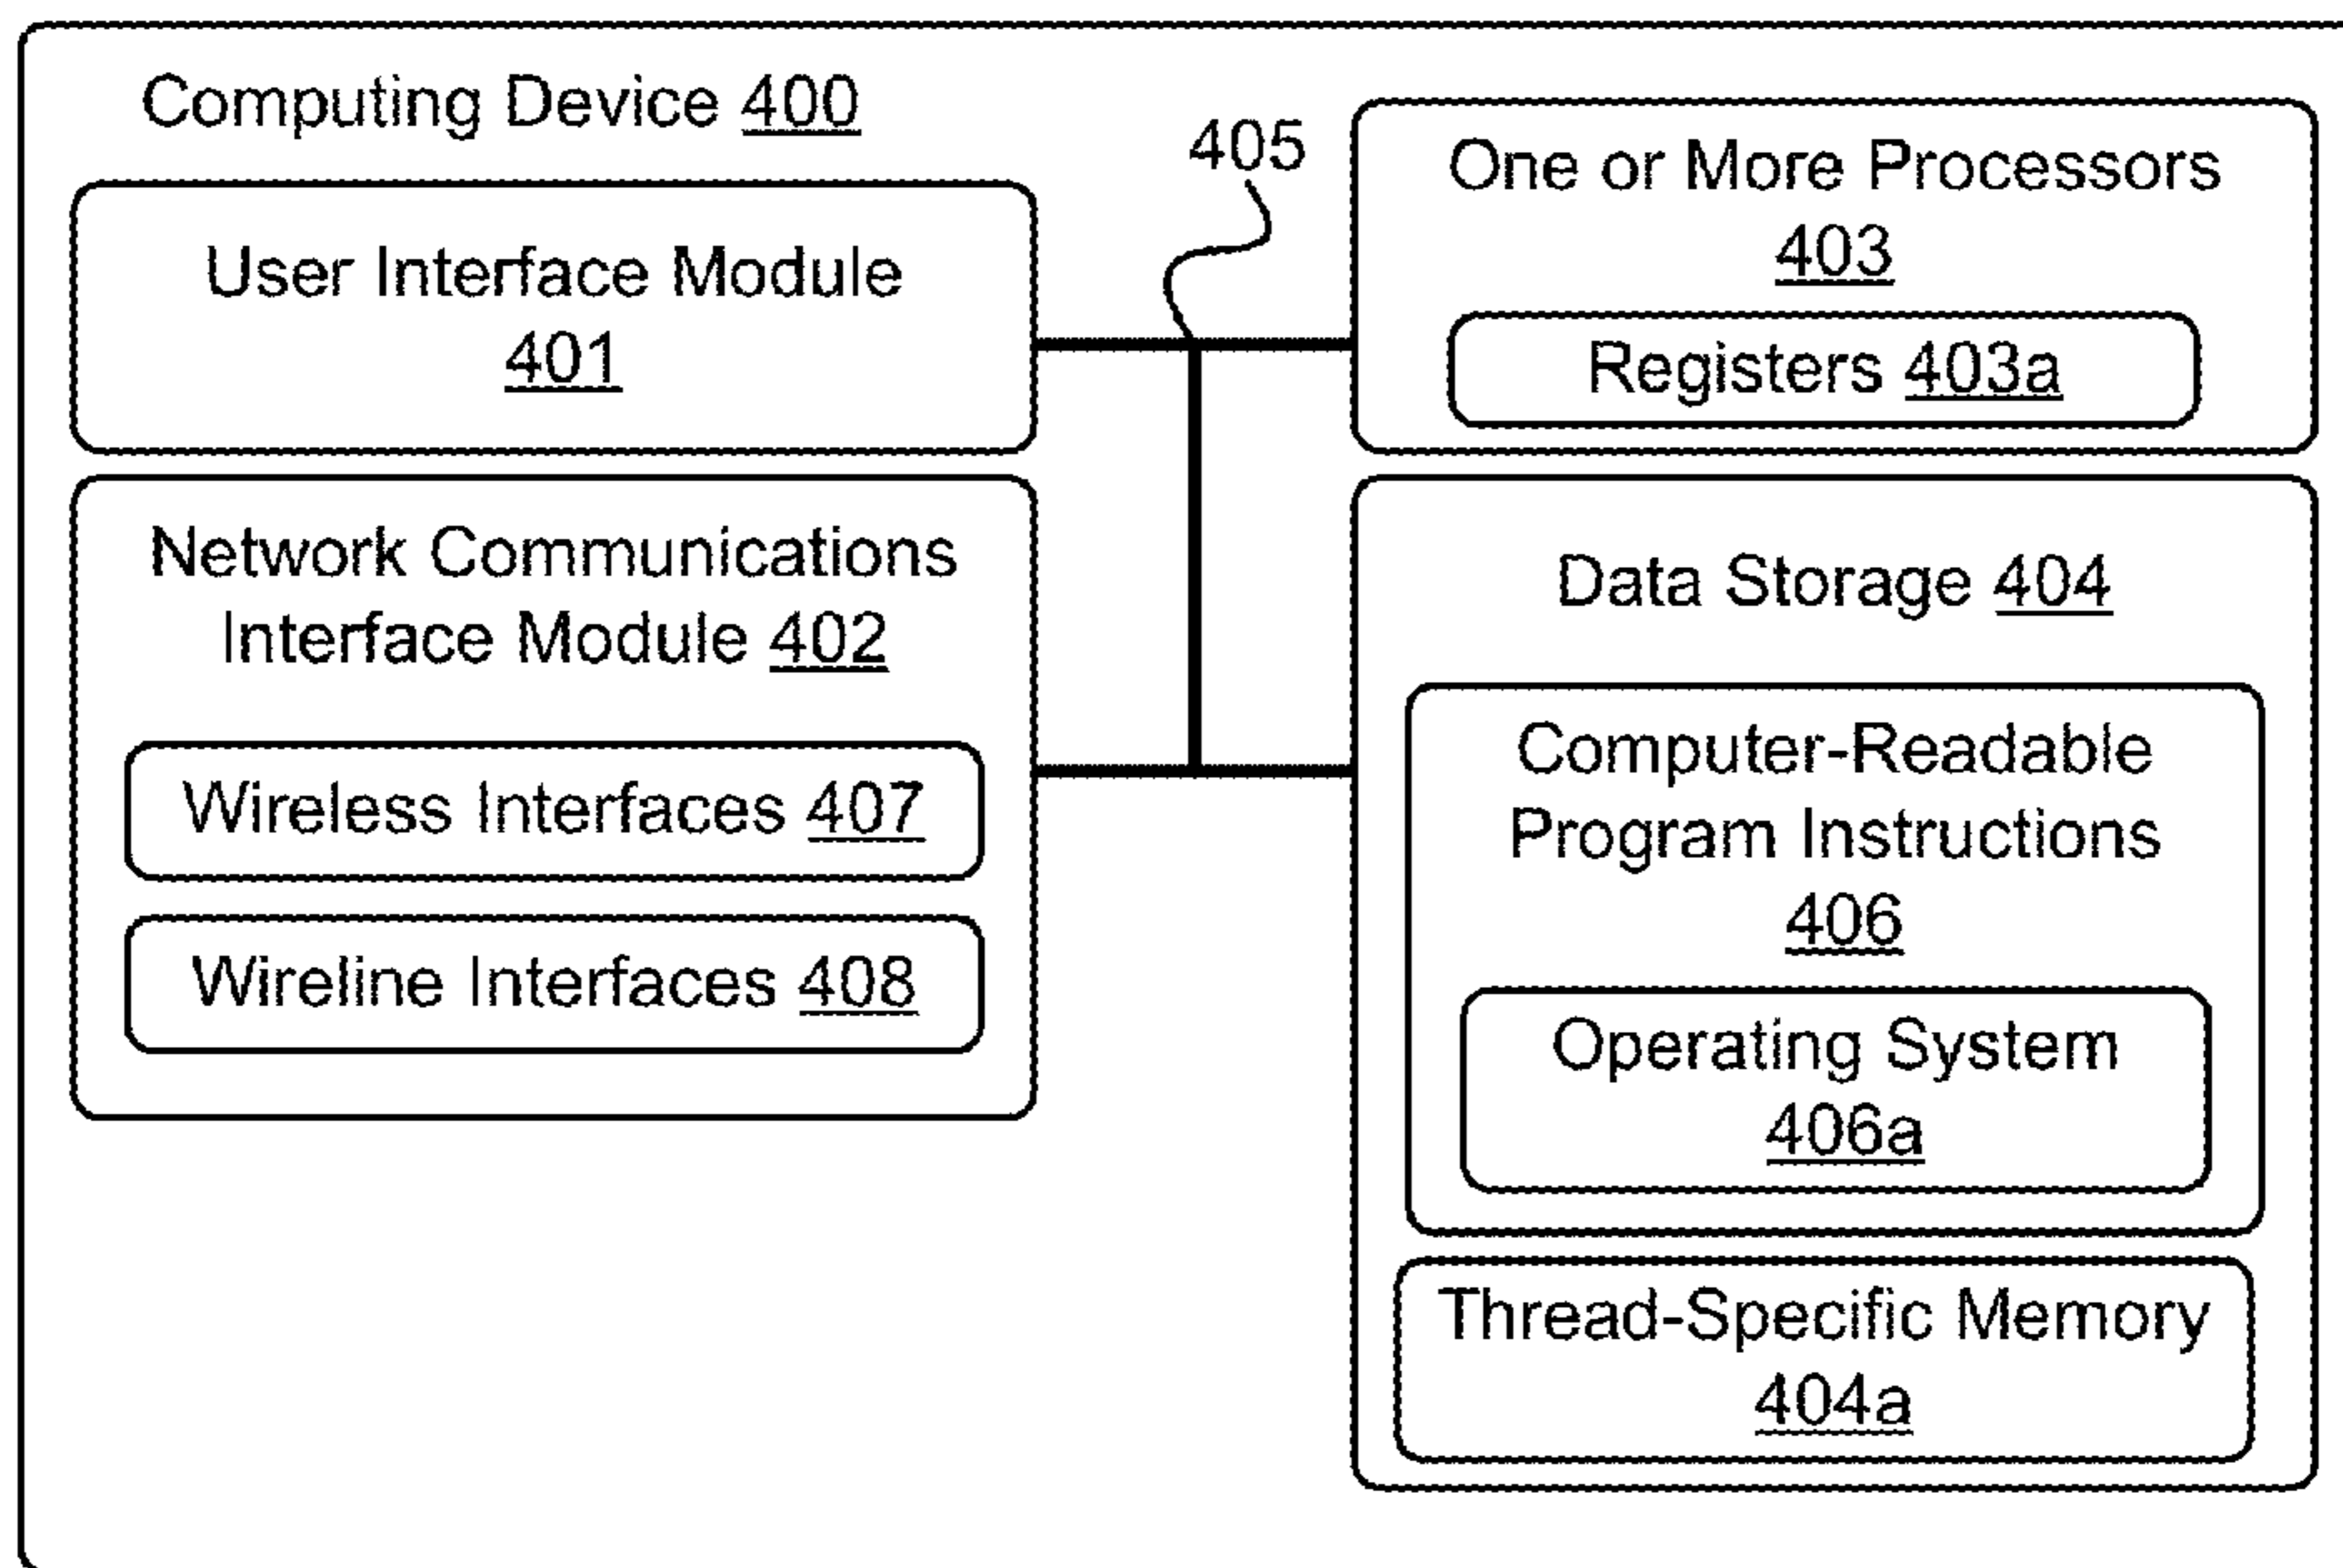 Computing Device 400
User Interface Module
401
Network Communications
Interface Module 402
Wireless Interfaces 407
Wireline Interfaces 408
405
One or More Processors
403
Registers 403a
Data Storage 404
Computer-Readable
Program Instructions
406
Operating System
406a
Thread-Specific Memory
404a